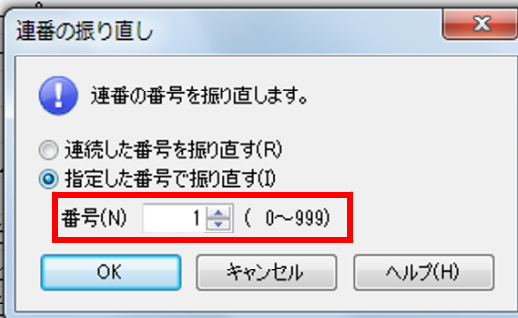 連番の振り直し
連番の番号を振り直します。
連続した番号を振り直す(R)
指定した番号で振り直す(I)
番号(N) 1 ( 0～999)
OK キャンセル ヘルプ(H)